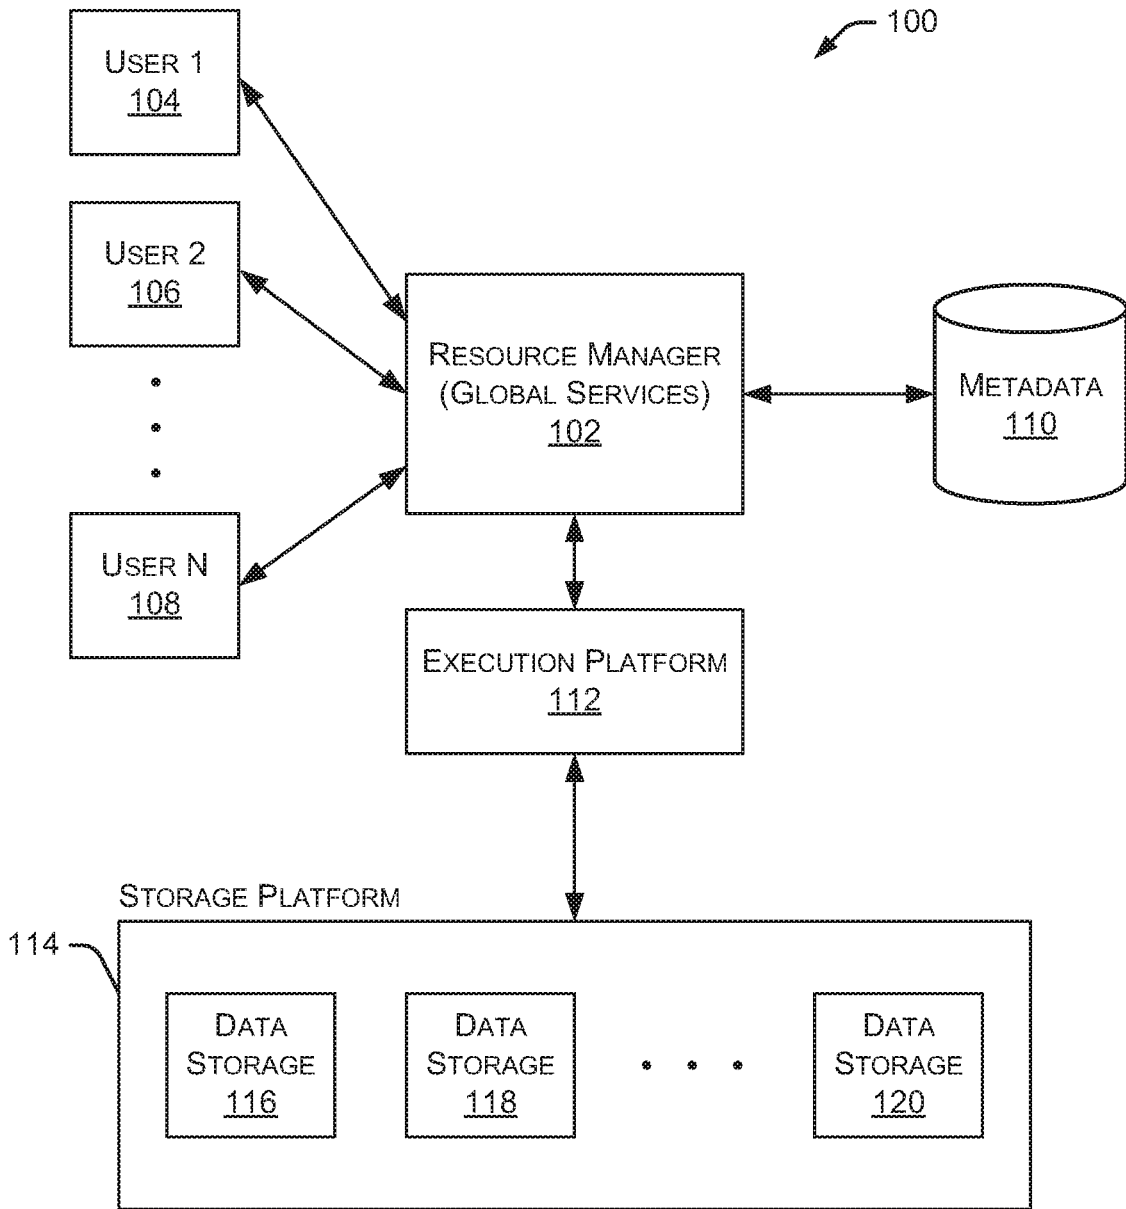 100
USER 1
104
USER 2
106
USER N
108
RESOURCE MANAGER
(GLOBAL SERVICES)
102
METADATA
110
EXECUTION PLATFORM
112
STORAGE PLATFORM
114
DATA
STORAGE
116
DATA
STORAGE
118
DATA
STORAGE
120